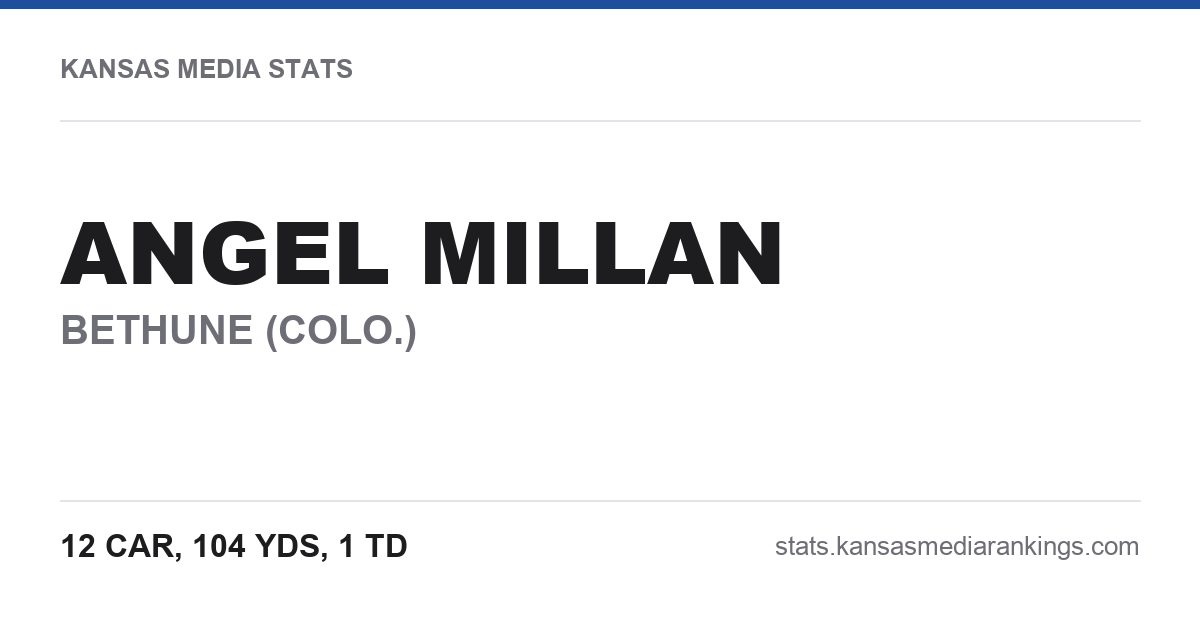 KANSAS MEDIA STATS
ANGEL MILLAN
BETHUNE (COLO.)
12 CAR, 104 YDS, 1 TD
stats.kansasmediarankings.com